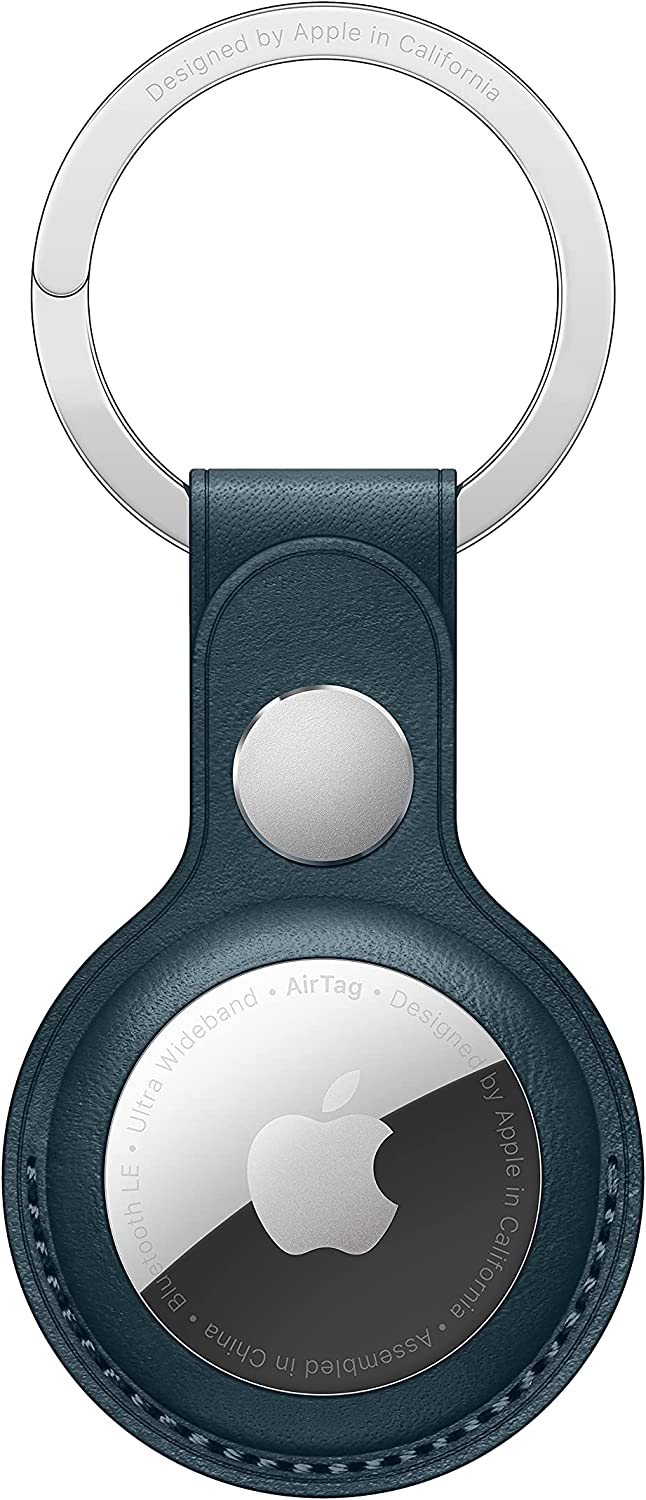 Designed by Apple in California
AirTag • Designed by Apple in California • Assembled in China • Bluetooth LE • Ultra Wideband •